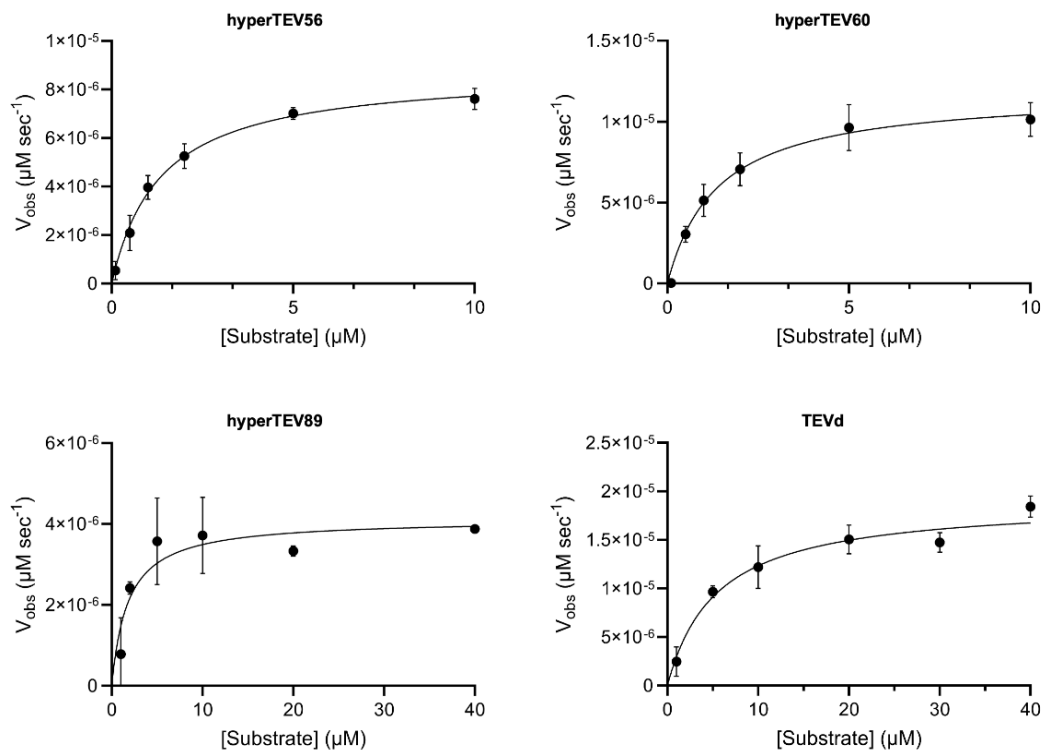 hyperTEV56
1×10⁻⁵
8×10⁻⁶
6×10⁻⁶
4×10⁻⁶
2×10⁻⁶
0
V_obs (µM sec⁻¹)
0 5 10
[Substrate] (µM)
hyperTEV60
1.5×10⁻⁵
1×10⁻⁵
5×10⁻⁶
0
V_obs (µM sec⁻¹)
0 5 10
[Substrate] (µM)
hyperTEV89
6×10⁻⁶
4×10⁻⁶
2×10⁻⁶
0
V_obs (µM sec⁻¹)
0 10 20 30 40
[Substrate] (µM)
TEVd
2.5×10⁻⁵
2×10⁻⁵
1.5×10⁻⁵
1×10⁻⁵
5×10⁻⁶
0
V_obs (µM sec⁻¹)
0 10 20 30 40
[Substrate] (µM)